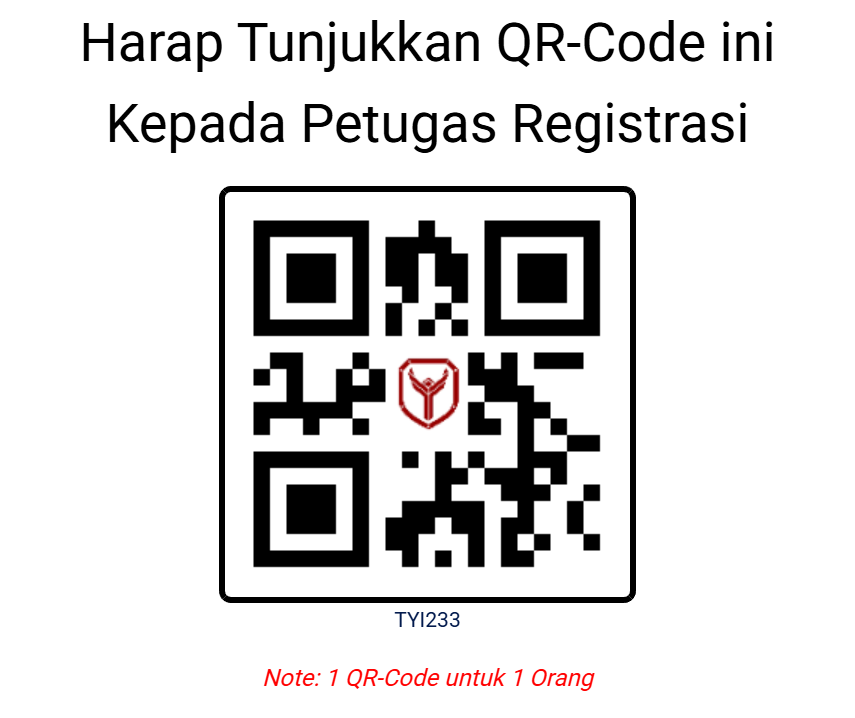 Harap Tunjukkan QR-Code ini
Kepada Petugas Registrasi
TYI233
Note: 1 QR-Code untuk 1 Orang